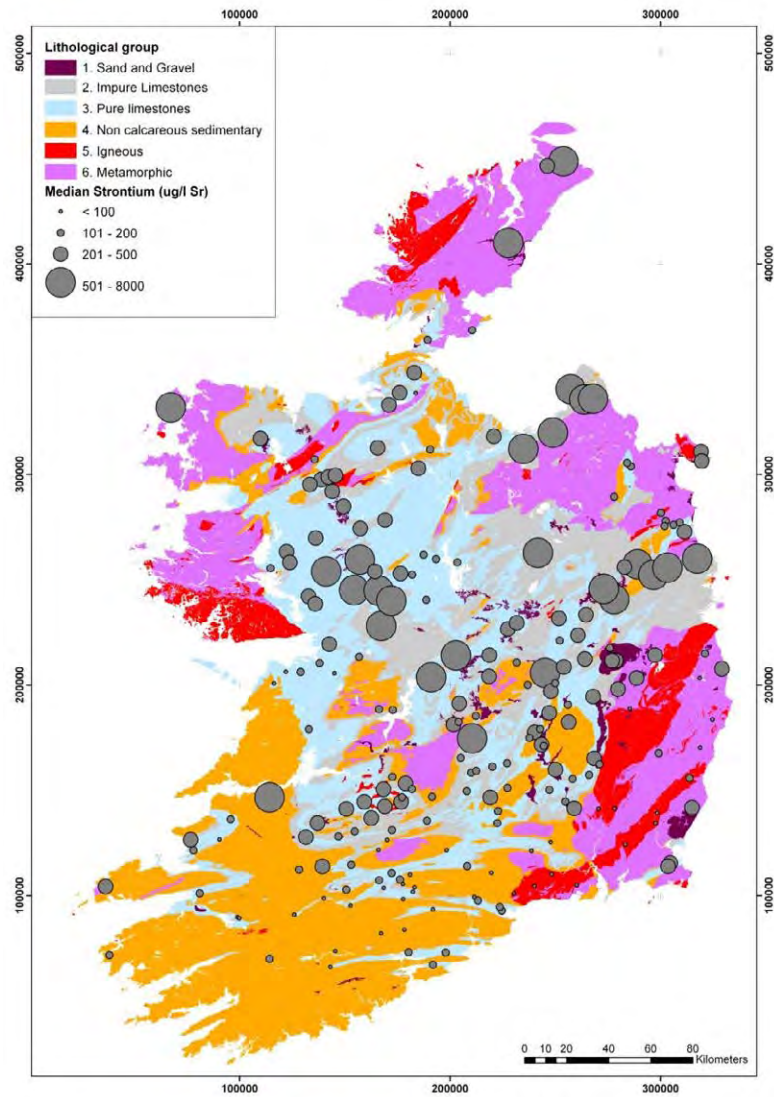 100000 200000 300000
500000 500000
Lithological group
1. Sand and Gravel
2. Impure Limestones
3. Pure limestones
4. Non calcareous sedimentary
5. Igneous
6. Metamorphic
Median Strontium (ug/l Sr)
< 100
101 - 200
201 - 500
501 - 8000
400000 400000
300000 300000
200000 200000
100000 100000
0 10 20 40 60 80
Kilometers
100000 200000 300000